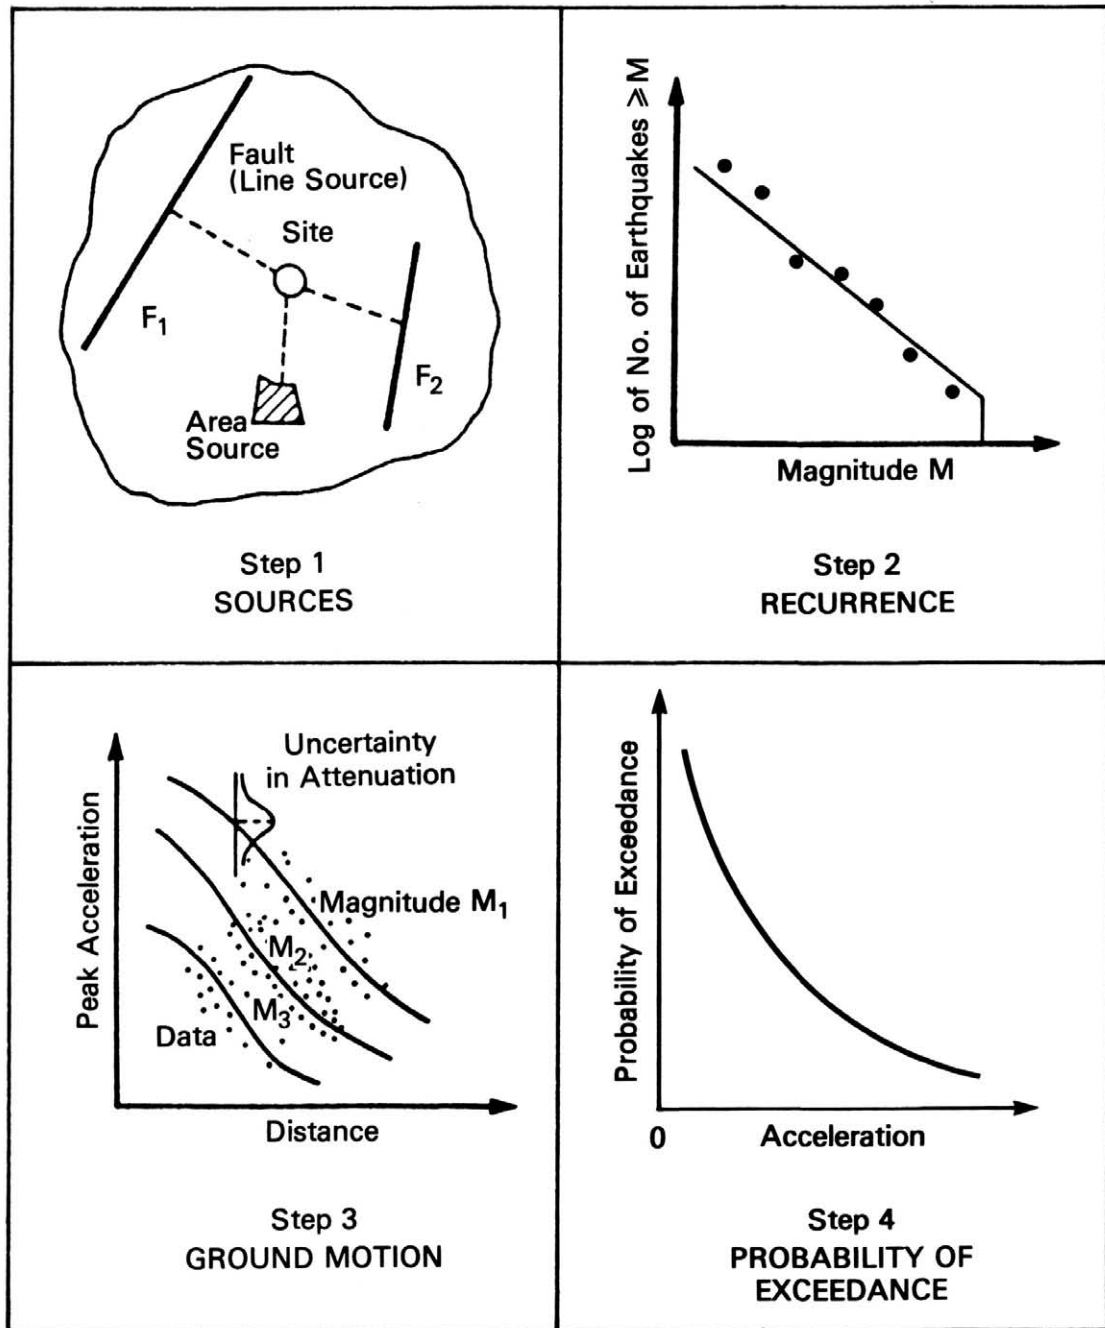 Fault
(Line Source)
Site
F1
F2
Area
Source
Step 1
SOURCES
Log of No. of Earthquakes ⩾ M
Magnitude M
Step 2
RECURRENCE
Uncertainty
in Attenuation
Peak Acceleration
Magnitude M1
M2
M3
Data
Distance
Step 3
GROUND MOTION
Probability of Exceedance
0
Acceleration
Step 4
PROBABILITY OF
EXCEEDANCE